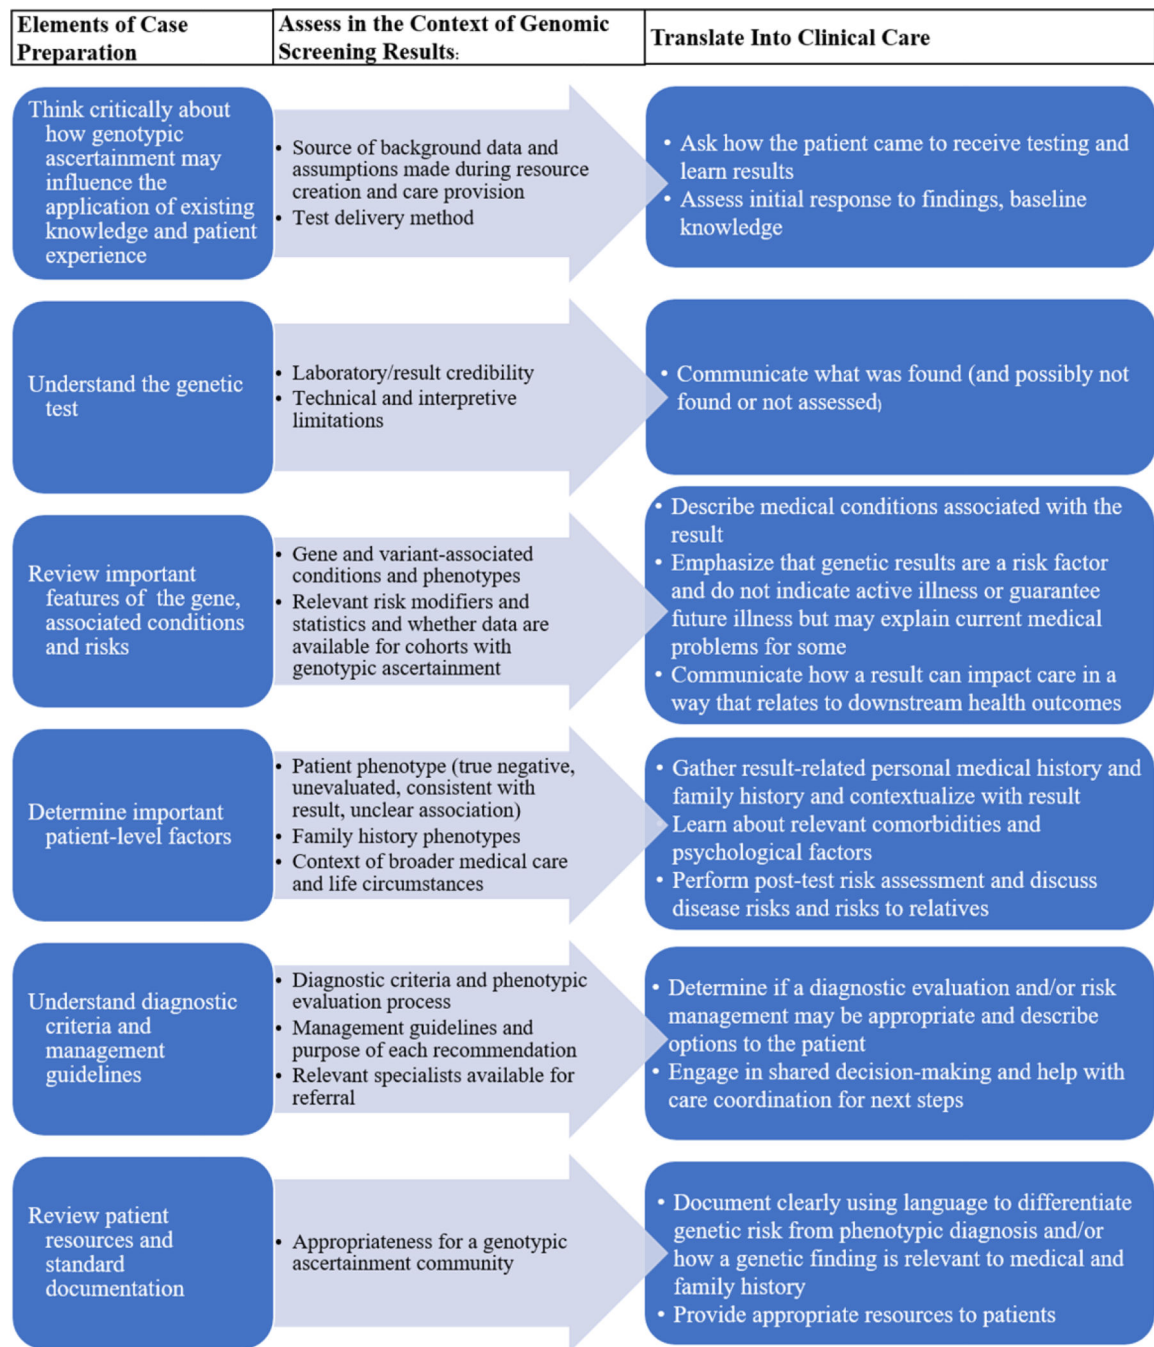 Elements of Case
Preparation
Assess in the Context of Genomic
Screening Results:
Translate Into Clinical Care
Think critically about
how genotypic
ascertainment may
influence the
application of existing
knowledge and patient
experience
• Source of background data and
assumptions made during resource
creation and care provision
• Test delivery method
• Ask how the patient came to receive testing and
learn results
• Assess initial response to findings, baseline
knowledge
Understand the genetic
test
• Laboratory/result credibility
• Technical and interpretive
limitations
• Communicate what was found (and possibly not
found or not assessed)
Review important
features of the gene,
associated conditions
and risks
• Gene and variant-associated
conditions and phenotypes
• Relevant risk modifiers and
statistics and whether data are
available for cohorts with
genotypic ascertainment
• Describe medical conditions associated with the
result
• Emphasize that genetic results are a risk factor
and do not indicate active illness or guarantee
future illness but may explain current medical
problems for some
• Communicate how a result can impact care in a
way that relates to downstream health outcomes
Determine important
patient-level factors
• Patient phenotype (true negative,
unevaluated, consistent with
result, unclear association)
• Family history phenotypes
• Context of broader medical care
and life circumstances
• Gather result-related personal medical history and
family history and contextualize with result
• Learn about relevant comorbidities and
psychological factors
• Perform post-test risk assessment and discuss
disease risks and risks to relatives
Understand diagnostic
criteria and
management
guidelines
• Diagnostic criteria and phenotypic
evaluation process
• Management guidelines and
purpose of each recommendation
• Relevant specialists available for
referral
• Determine if a diagnostic evaluation and/or risk
management may be appropriate and describe
options to the patient
• Engage in shared decision-making and help with
care coordination for next steps
Review patient
resources and
standard
documentation
• Appropriateness for a genotypic
ascertainment community
• Document clearly using language to differentiate
genetic risk from phenotypic diagnosis and/or
how a genetic finding is relevant to medical and
family history
• Provide appropriate resources to patients